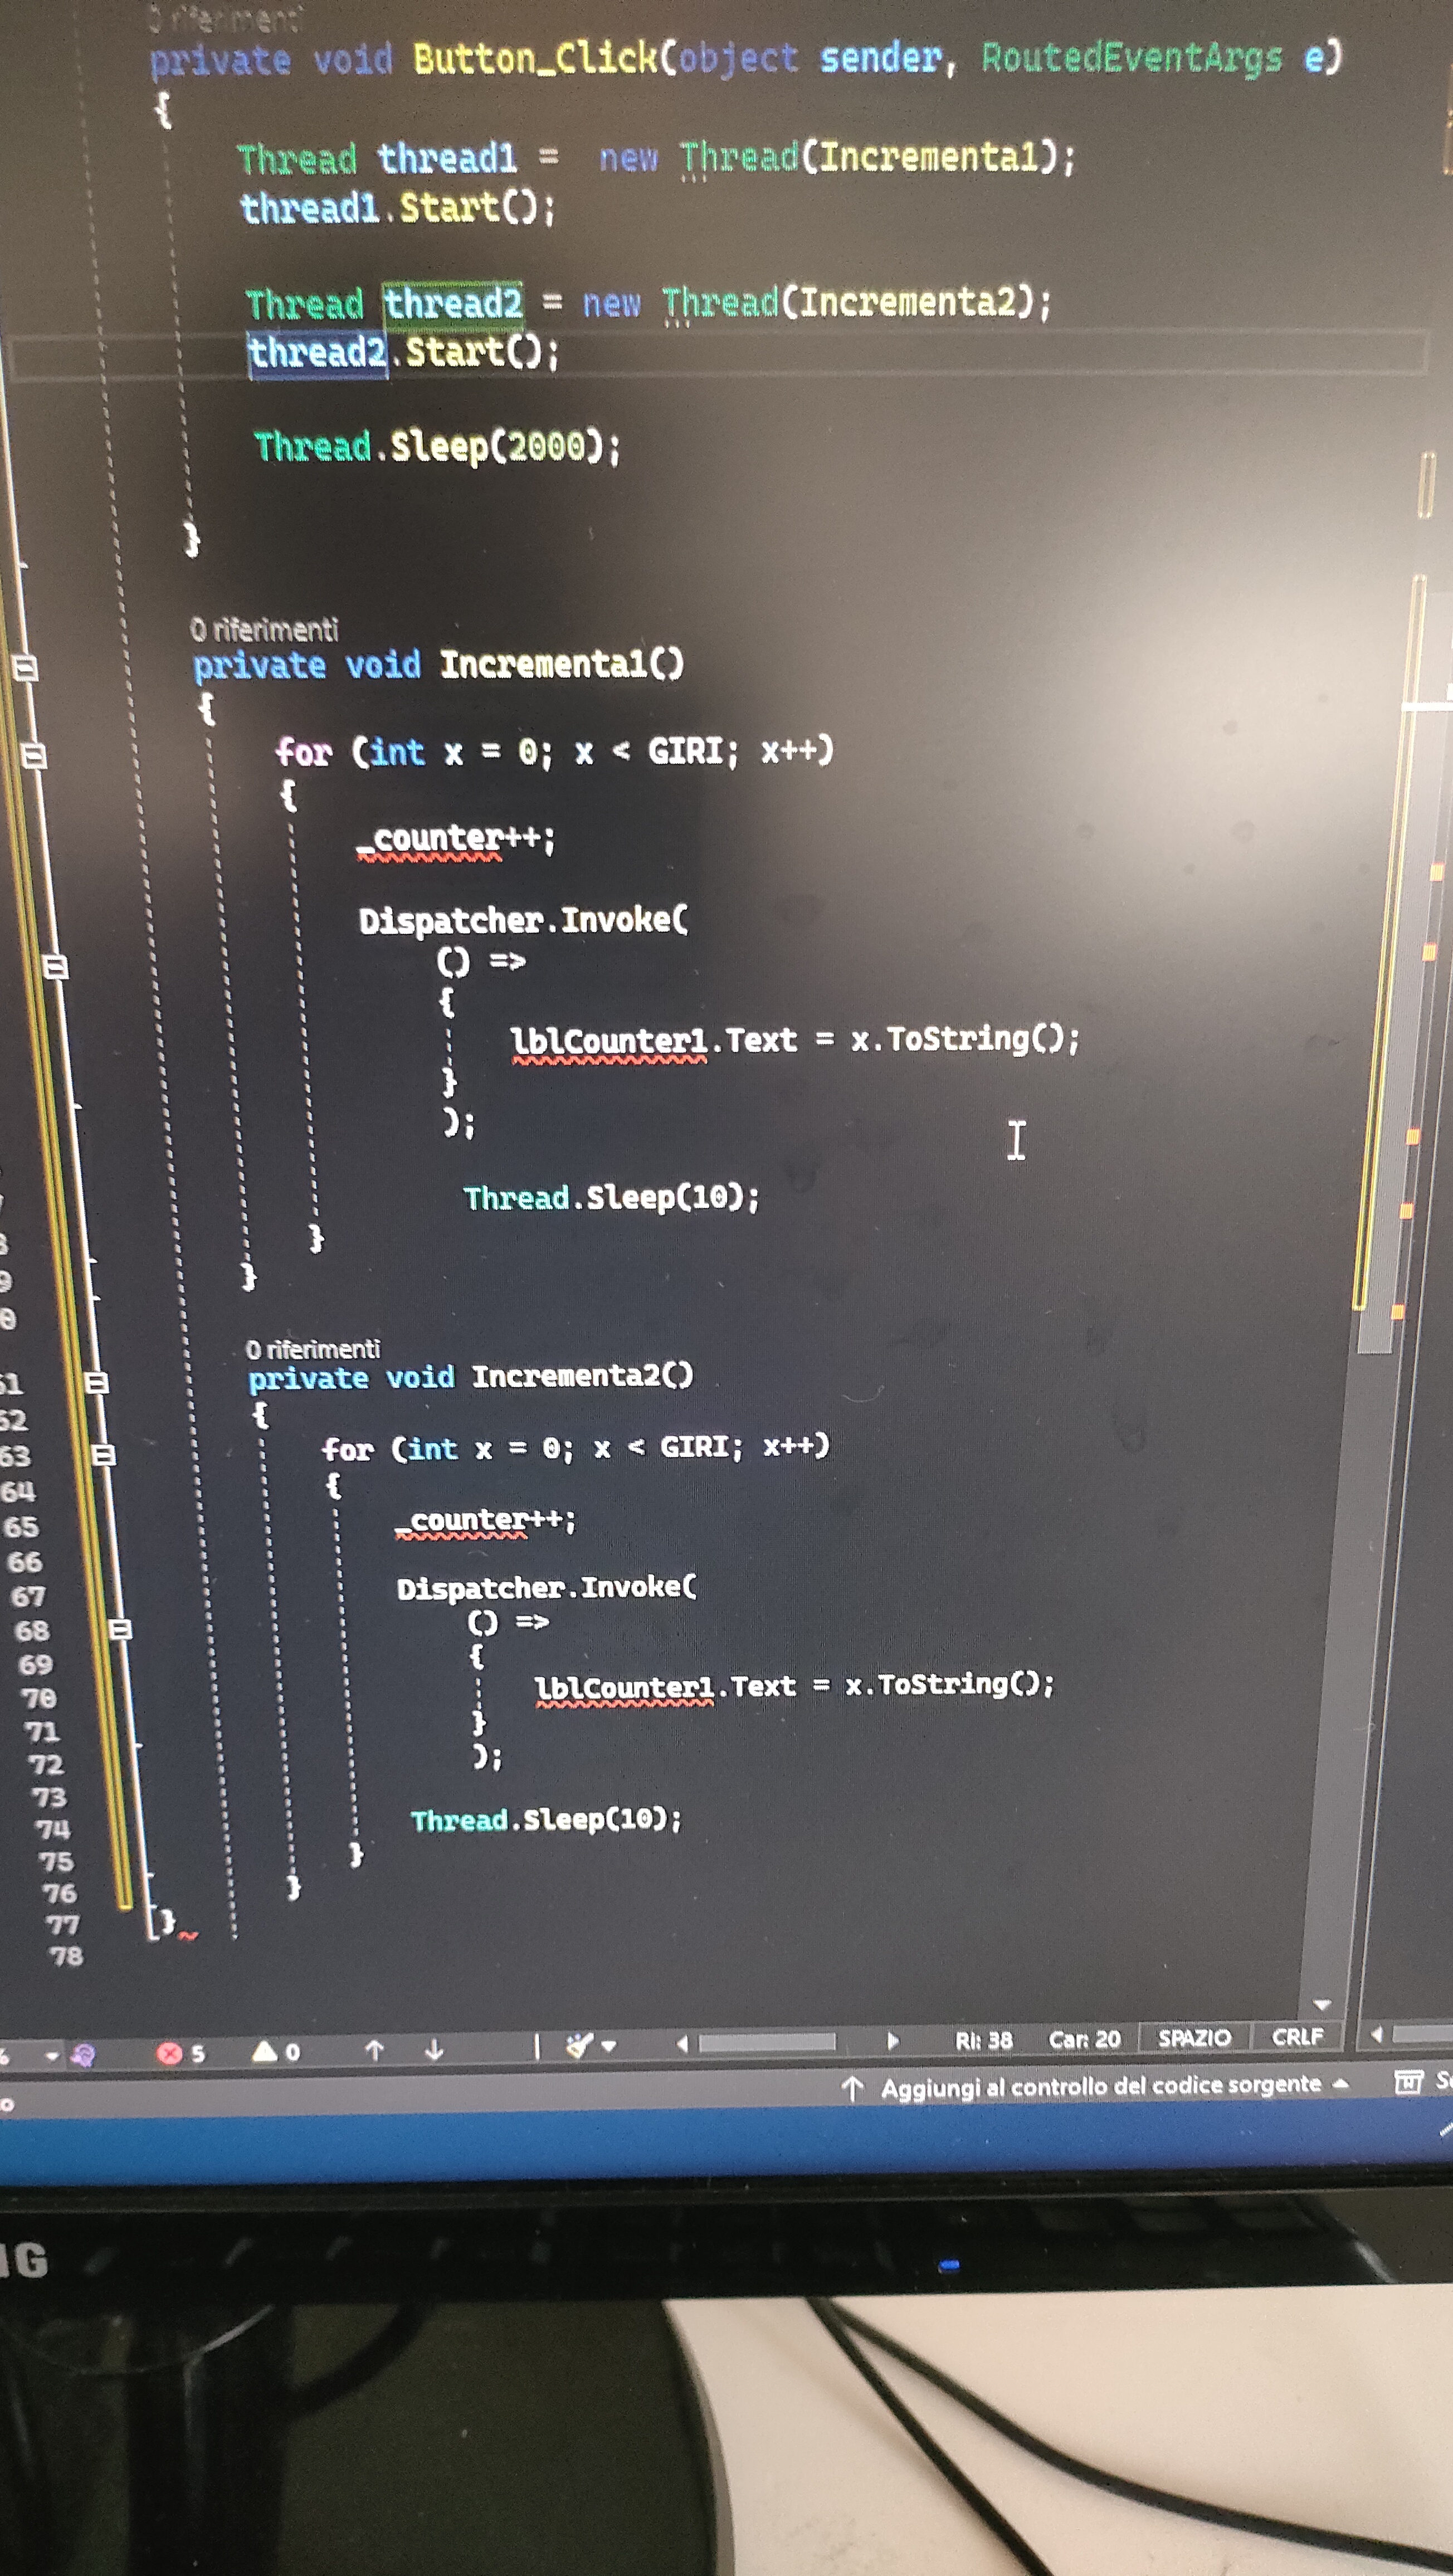 0 riferimenti
private void Button_Click(object sender, RoutedEventArgs e)
{
Thread thread1 =  new Thread(Incrementa1);
thread1.Start();
Thread thread2 = new Thread(Incrementa2);
thread2.Start();
Thread.Sleep(2000);
}
0 riferimenti
private void Incrementa1()
{
for (int x = 0; x < GIRI; x++)
{
_counter++;
Dispatcher.Invoke(
() =>
{
lblCounter1.Text = x.ToString();
}
);
Thread.Sleep(10);
}
}
0 riferimenti
61 private void Incrementa2()
62 {
63 for (int x = 0; x < GIRI; x++)
64 {
65 _counter++;
66
67 Dispatcher.Invoke(
68 () =>
69 {
70 lblCounter1.Text = x.ToString();
71 }
72 );
73
74 Thread.Sleep(10);
75 }
76 }
77 }
78
5 0 Ri: 38 Car: 20 SPAZIO CRLF
Aggiungi al controllo del codice sorgente